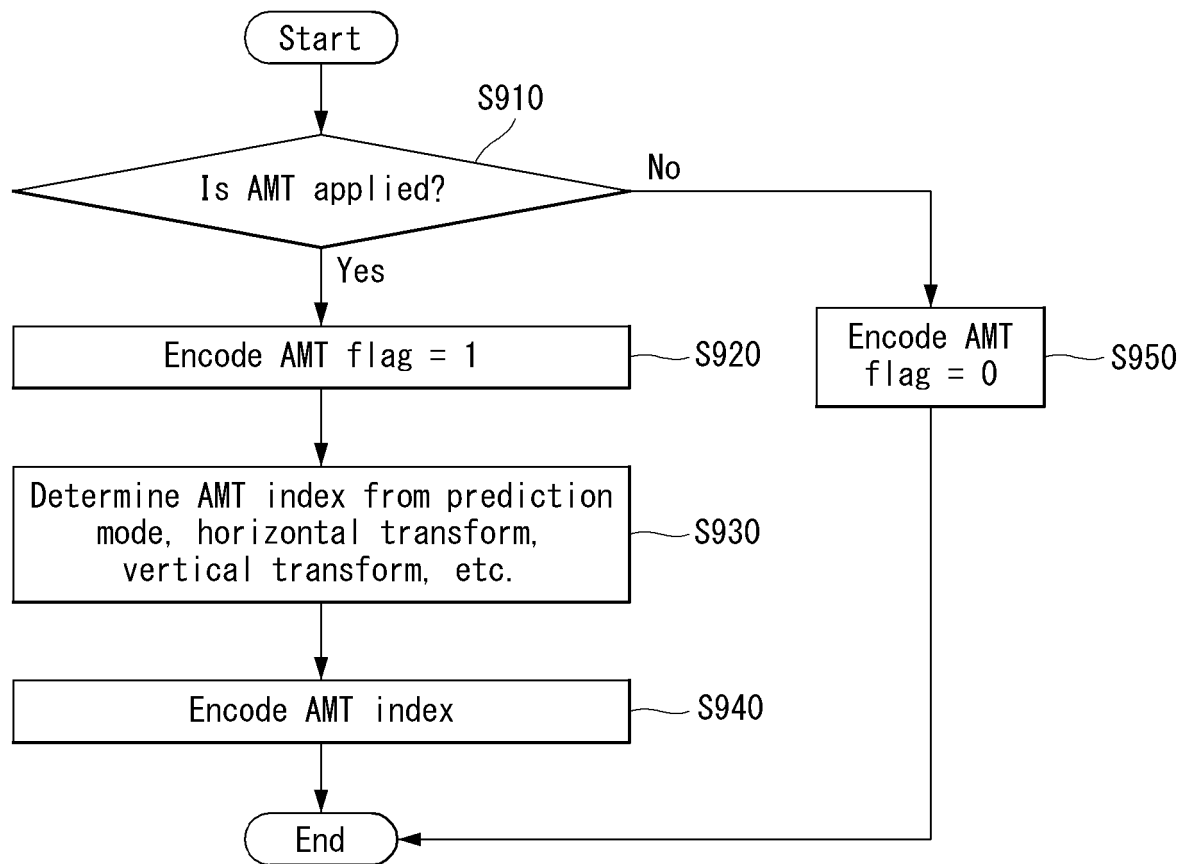 Start
S910
Is AMT applied?
No
Yes
Encode AMT flag = 1
S920
Encode AMT
flag = 0
S950
Determine AMT index from prediction
mode, horizontal transform,
vertical transform, etc.
S930
Encode AMT index
S940
End